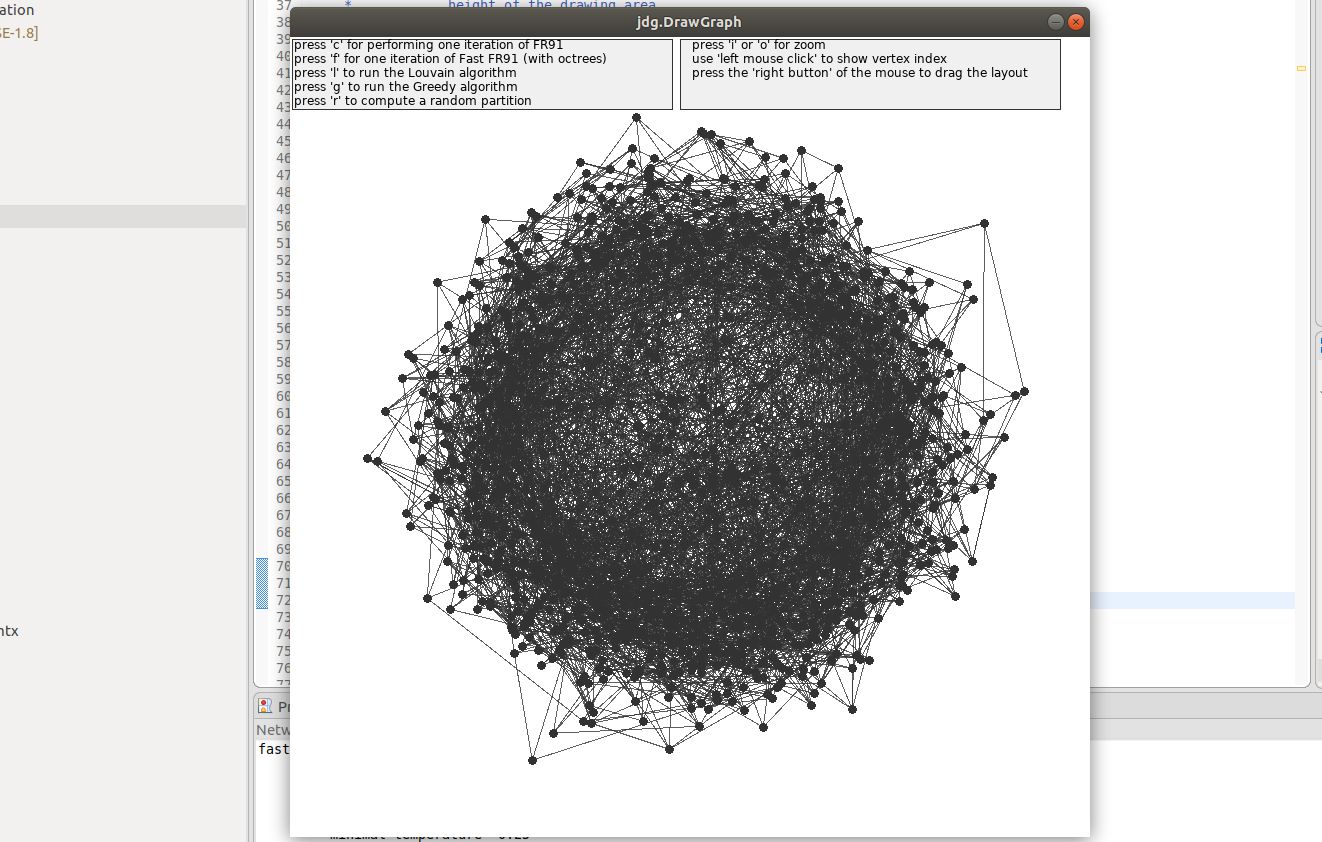 ation
SE-1.8]
ntx
37 * height of the drawing area
38
39
40
41
42
43
44
45
46
47
48
49
50
51
52
53
54
55
56
57
58
59
60
61
62
63
64
65
66
67
68
69
70
71
72
73
74
75
76
77
jdg.DrawGraph
press 'c' for performing one iteration of FR91
press 'f' for one iteration of Fast FR91 (with octrees)
press 'l' to run the Louvain algorithm
press 'g' to run the Greedy algorithm
press 'r' to compute a random partition
press 'i' or 'o' for zoom
use 'left mouse click' to show vertex index
press the 'right button' of the mouse to drag the layout
Pr
Netw
fast
minimal temperature